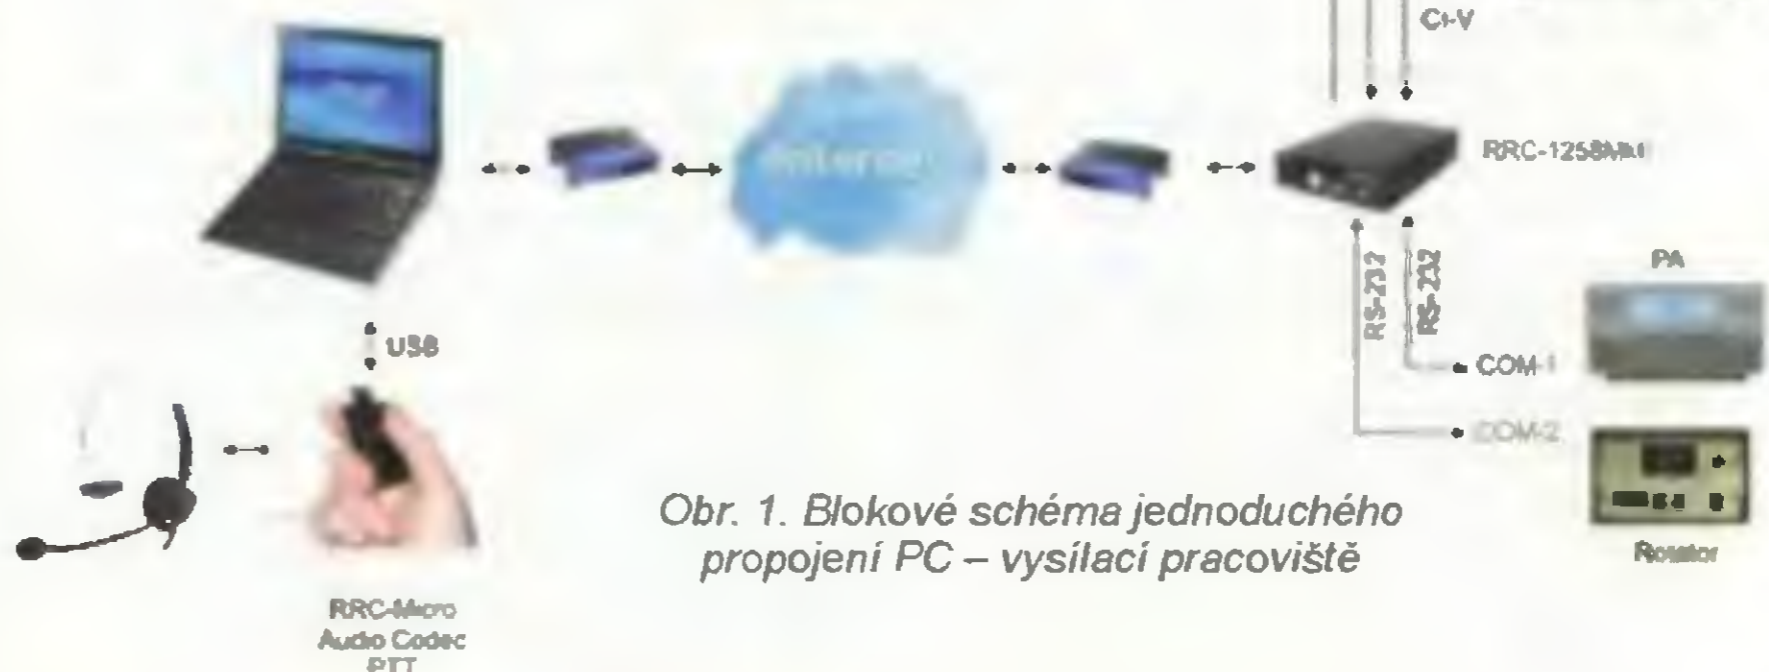 CI-V
Internet
RRC-1258MkII
RS-232
RS-232
PA
USB
COM-1
COM-2
Obr. 1. Blokové schéma jednoduchého
propojení PC – vysílací pracoviště
Rotator
RRC-Micro
Audio Codec
PTT